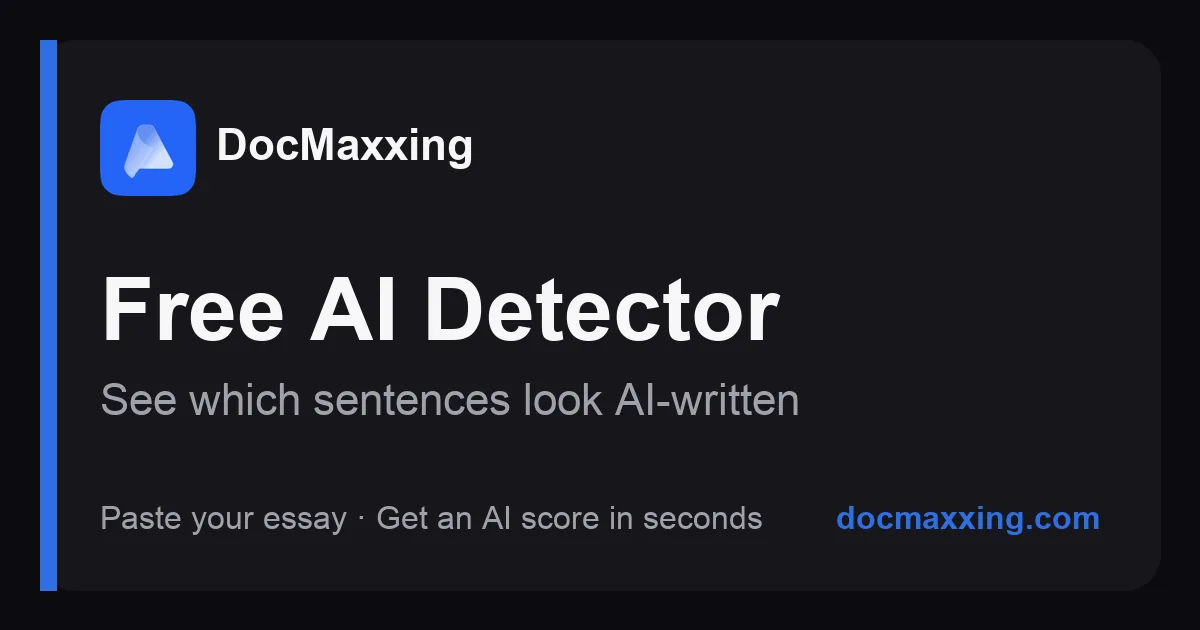 DocMaxxing
Free AI Detector
See which sentences look AI-written
Paste your essay · Get an AI score in seconds
docmaxxing.com